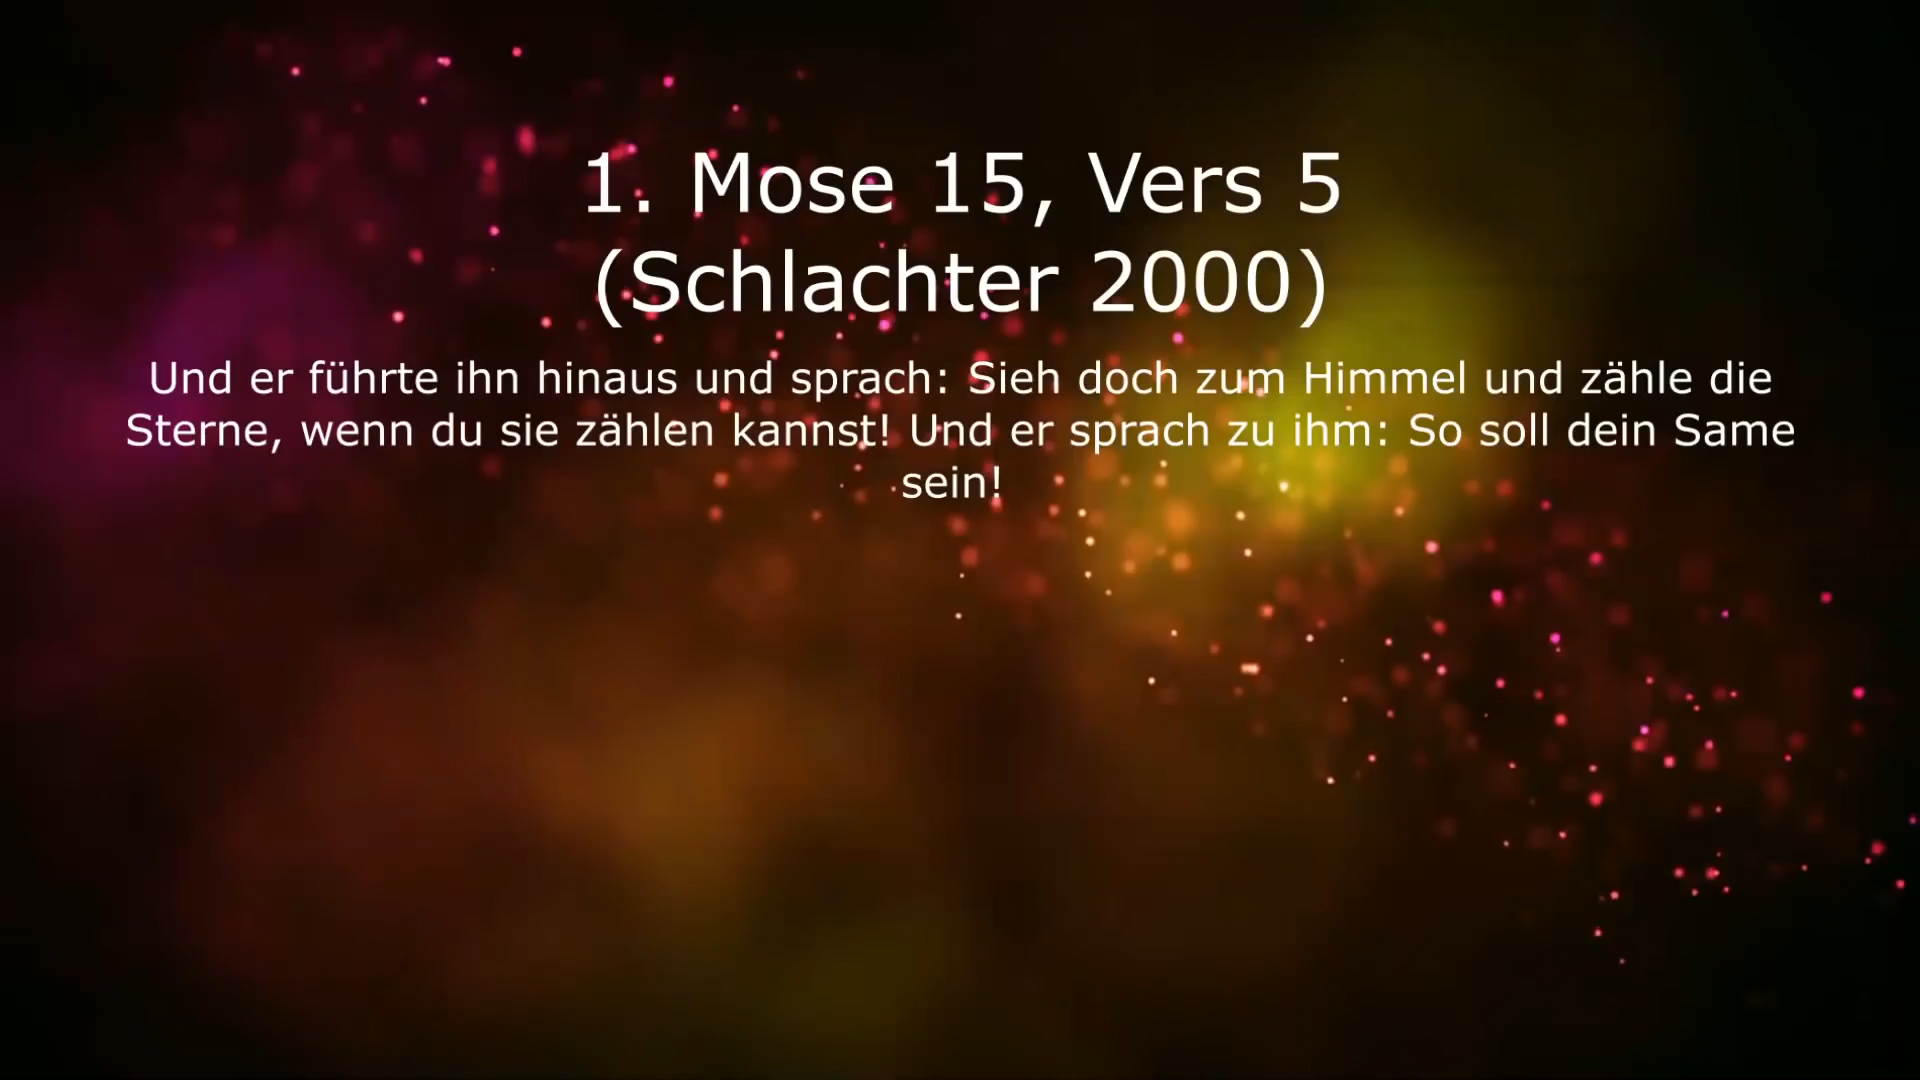 1. Mose 15, Vers 5
(Schlachter 2000)
Und er führte ihn hinaus und sprach: Sieh doch zum Himmel und zähle die
Sterne, wenn du sie zählen kannst! Und er sprach zu ihm: So soll dein Same
sein!